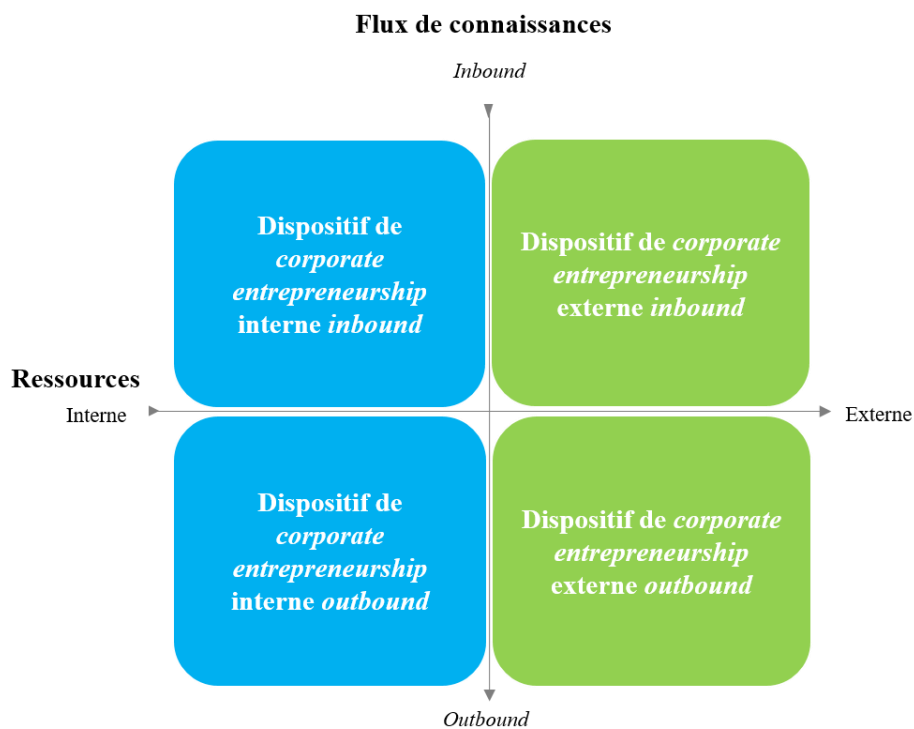 Flux de connaissances
Inbound
Dispositif de
corporate
entrepreneurship
interne inbound
Dispositif de corporate
entrepreneurship
externe inbound
Ressources
Interne
Externe
Dispositif de
corporate
entrepreneurship
interne outbound
Dispositif de corporate
entrepreneurship
externe outbound
Outbound